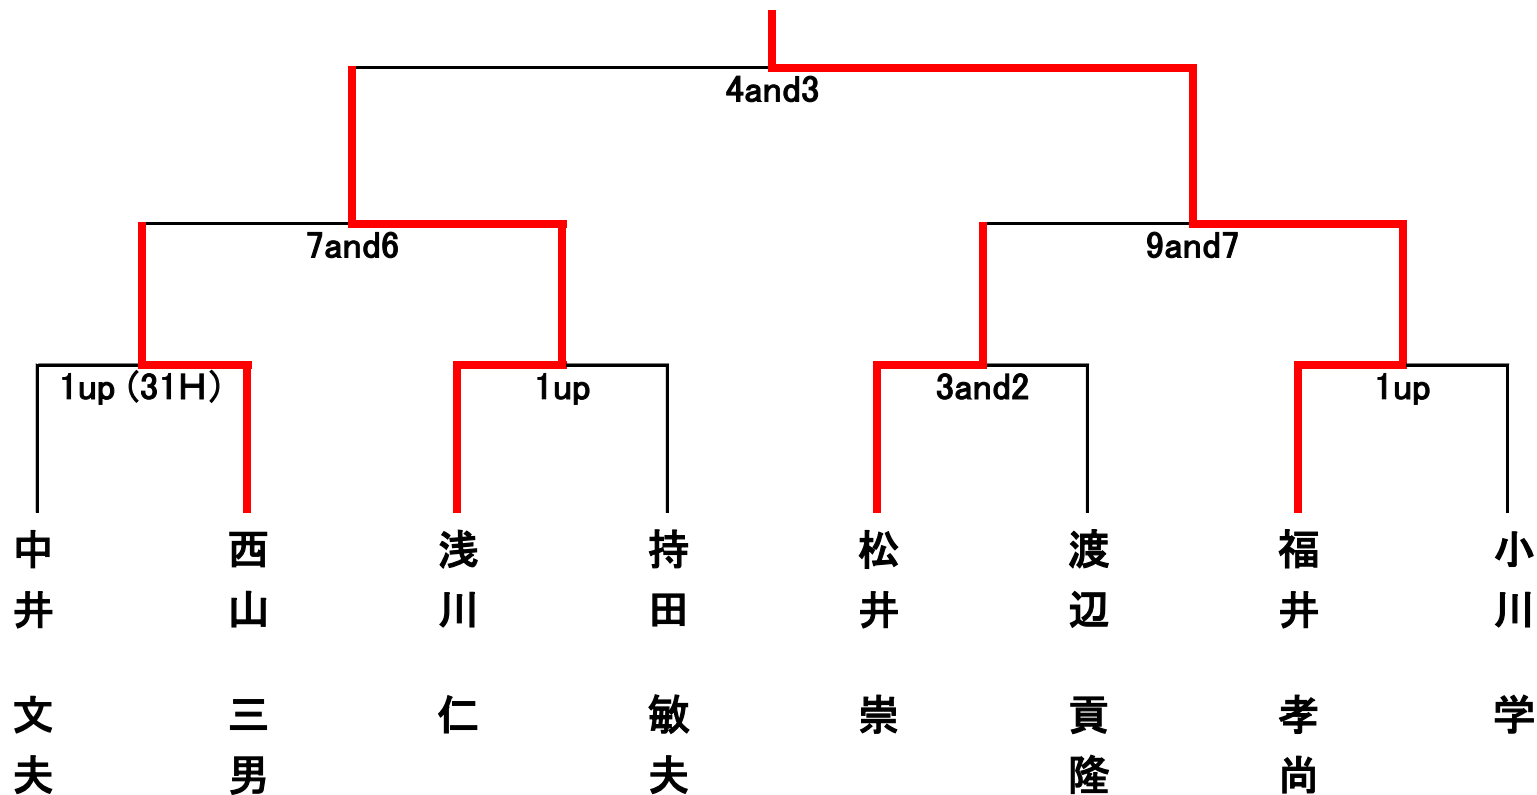 4and3
7and6
9and7
1up（31H）
1up
3and2
1up
中井 文夫
西山 三男
浅川 仁
持田 敏夫
松井 崇
渡辺 貢隆
福井 孝尚
小川 学